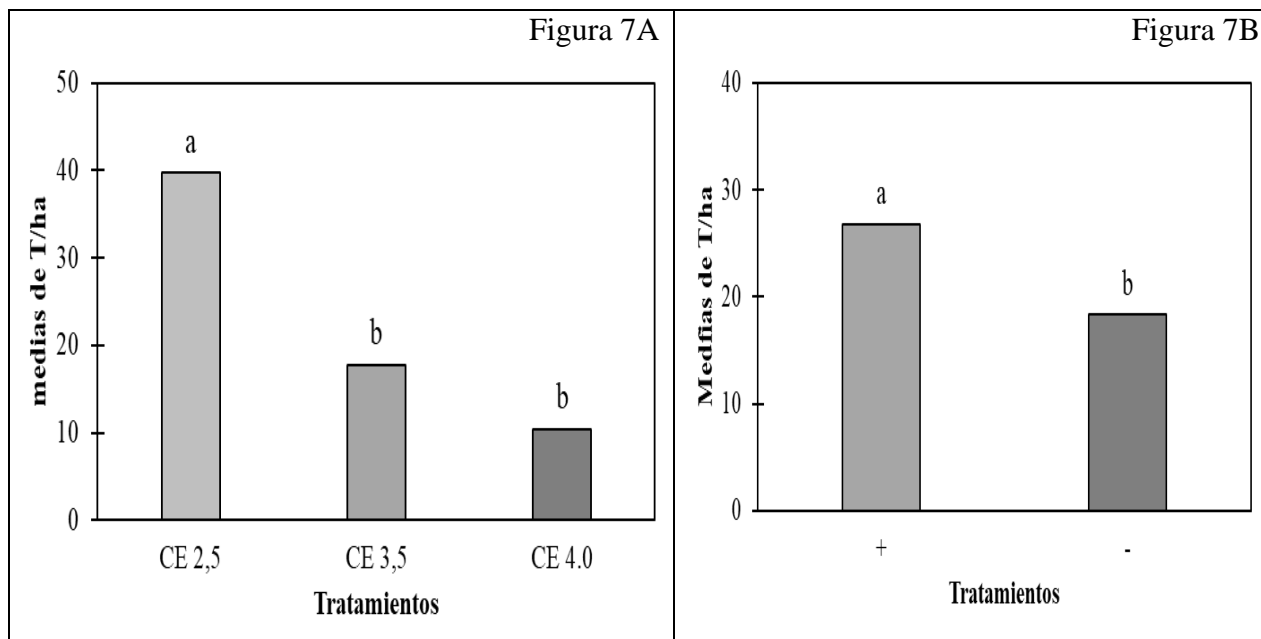 Figura 7A
50
40
30
20
10
0
medias de T/ha
a
b
b
CE 2,5
CE 3,5
CE 4.0
Tratamientos
Figura 7B
40
30
20
10
0
Medfias de T/ha
a
b
+
-
Tratamientos